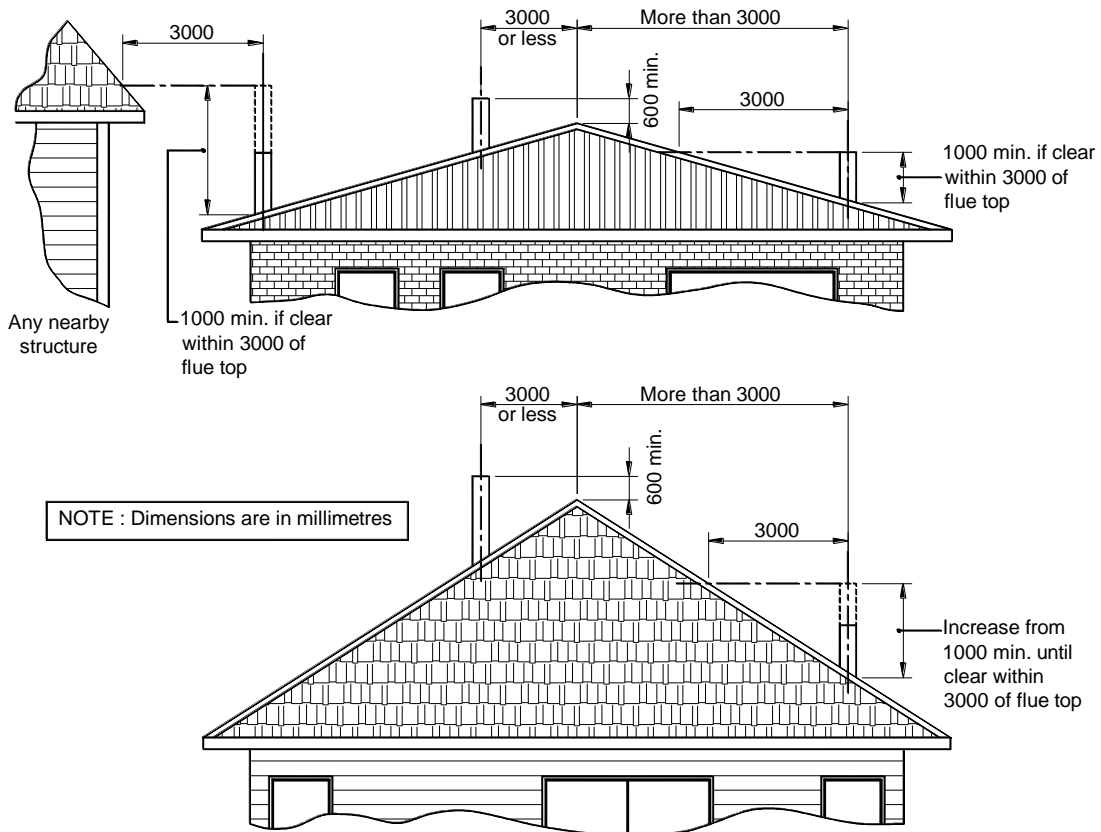 3000
3000
or less
More than 3000
600 min.
3000
1000 min. if clear
within 3000 of
flue top
Any nearby
structure
1000 min. if clear
within 3000 of
flue top
3000
or less
More than 3000
600 min.
NOTE : Dimensions are in millimetres
3000
Increase from
1000 min. until
clear within
3000 of flue top